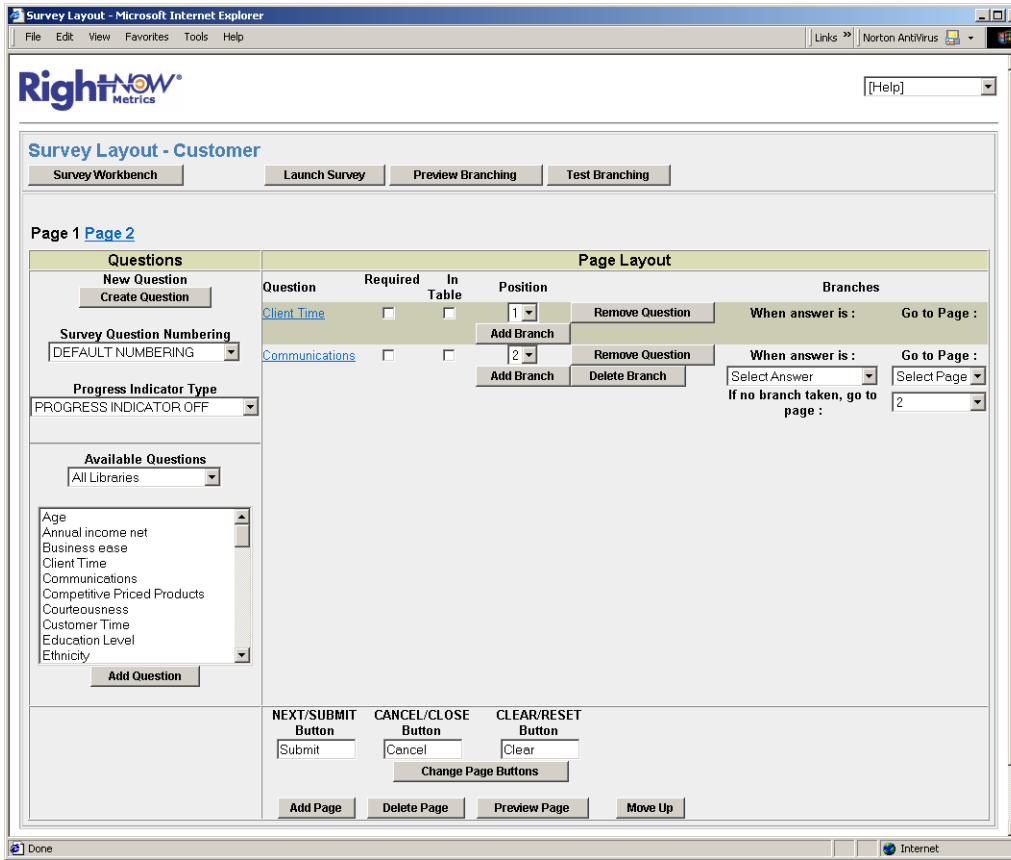 Survey Layout - Microsoft Internet Explorer
File Edit View Favorites Tools Help Links » Norton AntiVirus
RightNOW®
Metrics
[Help]
Survey Layout - Customer
Survey Workbench Launch Survey Preview Branching Test Branching
Page 1 Page 2
Questions Page Layout
New Question
Create Question
Survey Question Numbering
DEFAULT NUMBERING
Progress Indicator Type
PROGRESS INDICATOR OFF
Available Questions
All Libraries
Age
Annual income net
Business ease
Client Time
Communications
Competitive Priced Products
Courteousness
Customer Time
Education Level
Ethnicity
Add Question
Question Required In Table Position Branches
Client Time 1 Remove Question When answer is : Go to Page :
Add Branch
Communications 2 Remove Question When answer is : Go to Page :
Add Branch Delete Branch Select Answer Select Page
If no branch taken, go to
page : 2
NEXT/SUBMIT CANCEL/CLOSE CLEAR/RESET
Button Button Button
Submit Cancel Clear
Change Page Buttons
Add Page Delete Page Preview Page Move Up
Done Internet